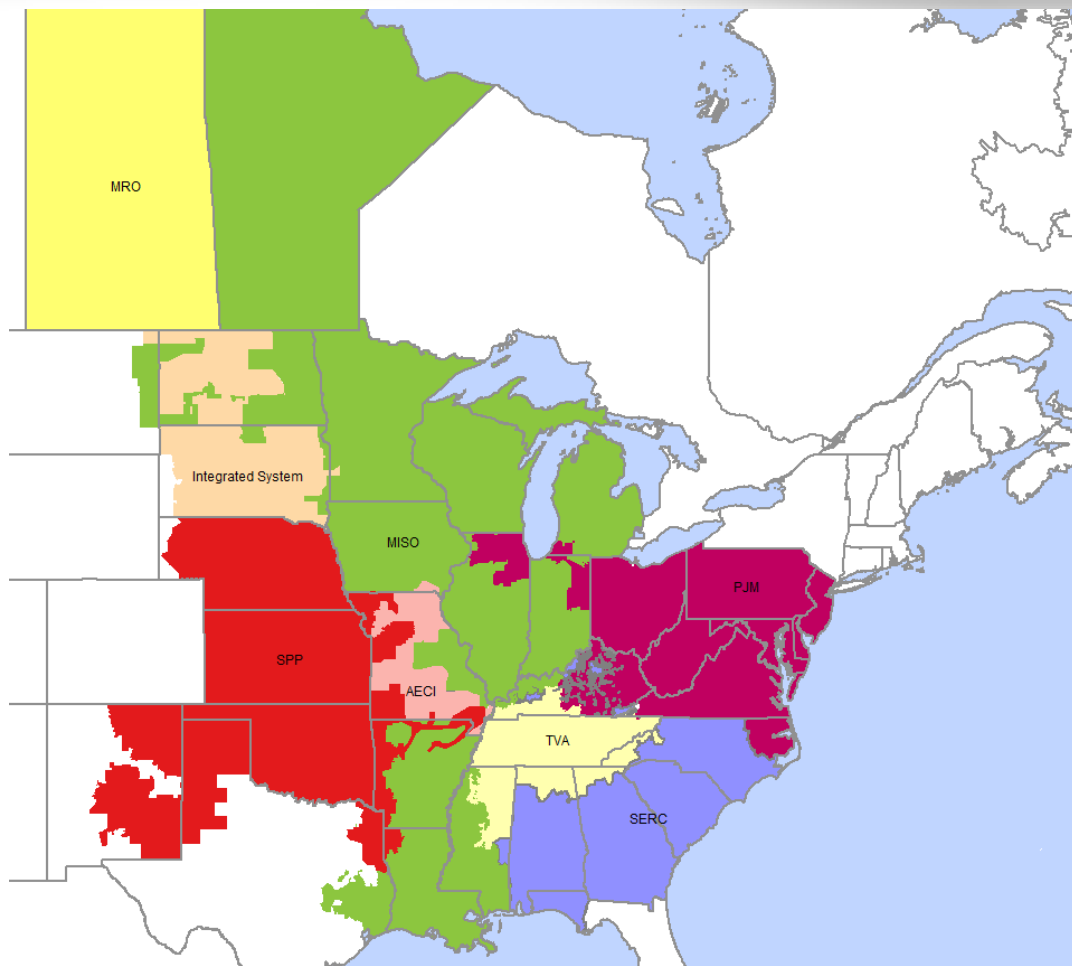 MRO
Integrated System
MISO
PJM
SPP
AECI
TVA
SERC